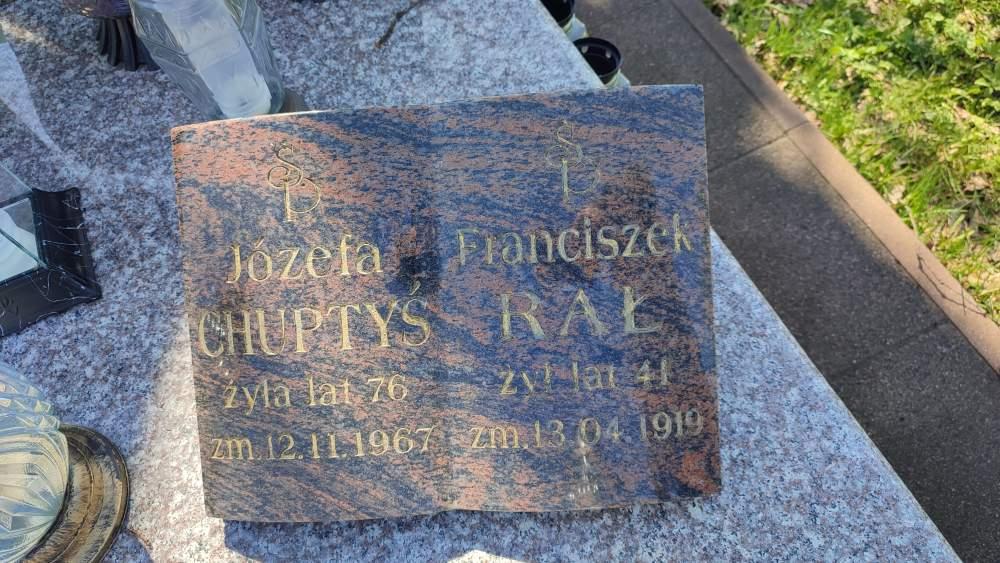 ŚP
Józefa
CHUPTYŚ
żyła lat 76
zm. 12.11.1967
ŚP
Franciszek
RAŁ
żył lat 41
zm. 13.04.1919